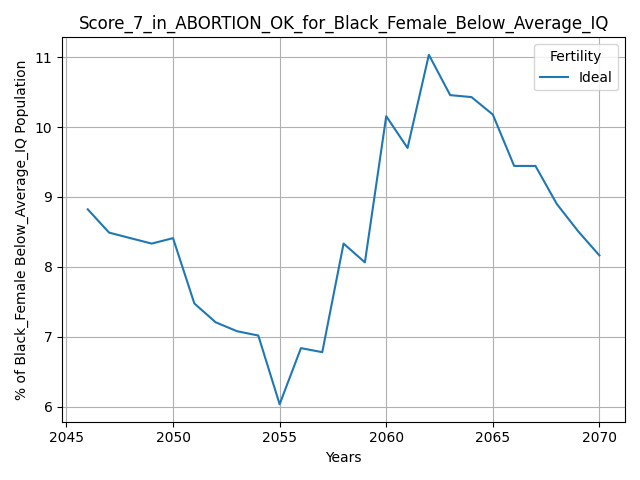 Score_7_in_ABORTION_OK_for_Black_Female_Below_Average_IQ
% of Black_Female Below_Average_IQ Population
11
10
9
8
7
6
Fertility
Ideal
2045
2050
2055
2060
2065
2070
Years